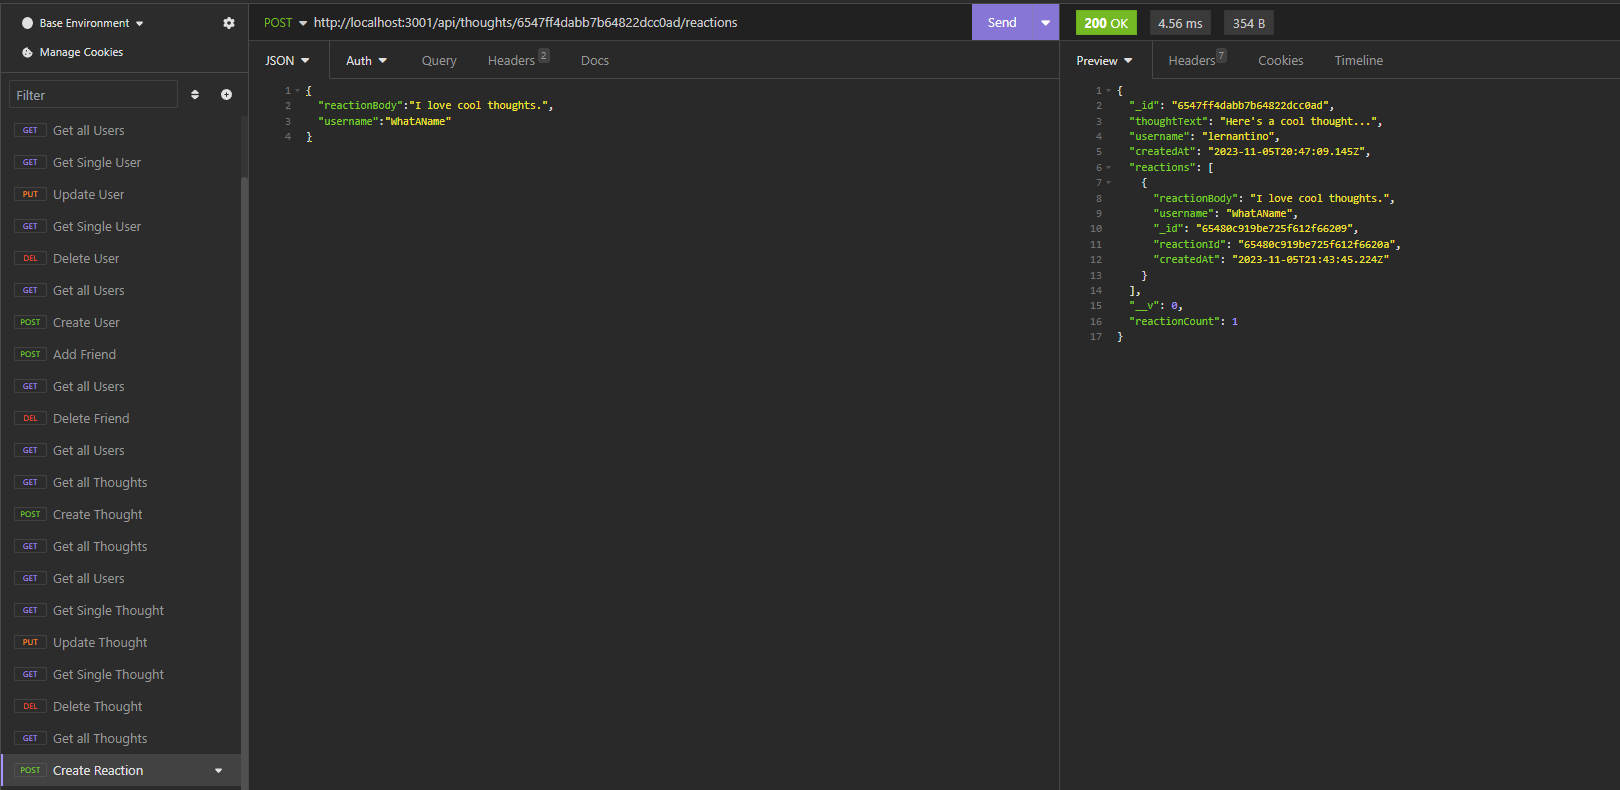 Base Environment
Manage Cookies
Filter
GET Get all Users
GET Get Single User
PUT Update User
GET Get Single User
DEL Delete User
GET Get all Users
POST Create User
POST Add Friend
GET Get all Users
DEL Delete Friend
GET Get all Users
GET Get all Thoughts
POST Create Thought
GET Get all Thoughts
GET Get all Users
GET Get Single Thought
PUT Update Thought
GET Get Single Thought
DEL Delete Thought
GET Get all Thoughts
POST Create Reaction
POST http://localhost:3001/api/thoughts/6547ff4dabb7b64822dcc0ad/reactions Send
JSON Auth Query Headers 2 Docs
1 {
2 "reactionBody":"I love cool thoughts.",
3 "username":"WhatAName"
4 }
200 OK 4.56 ms 354 B
Preview Headers 7 Cookies Timeline
1 {
2 "_id": "6547ff4dabb7b64822dcc0ad",
3 "thoughtText": "Here's a cool thought...",
4 "username": "lernantino",
5 "createdAt": "2023-11-05T20:47:09.145Z",
6 "reactions": [
7 {
8 "reactionBody": "I love cool thoughts.",
9 "username": "WhatAName",
10 "_id": "65480c919be725f612f66209",
11 "reactionId": "65480c919be725f612f6620a",
12 "createdAt": "2023-11-05T21:43:45.224Z"
13 }
14 ],
15 "__v": 0,
16 "reactionCount": 1
17 }